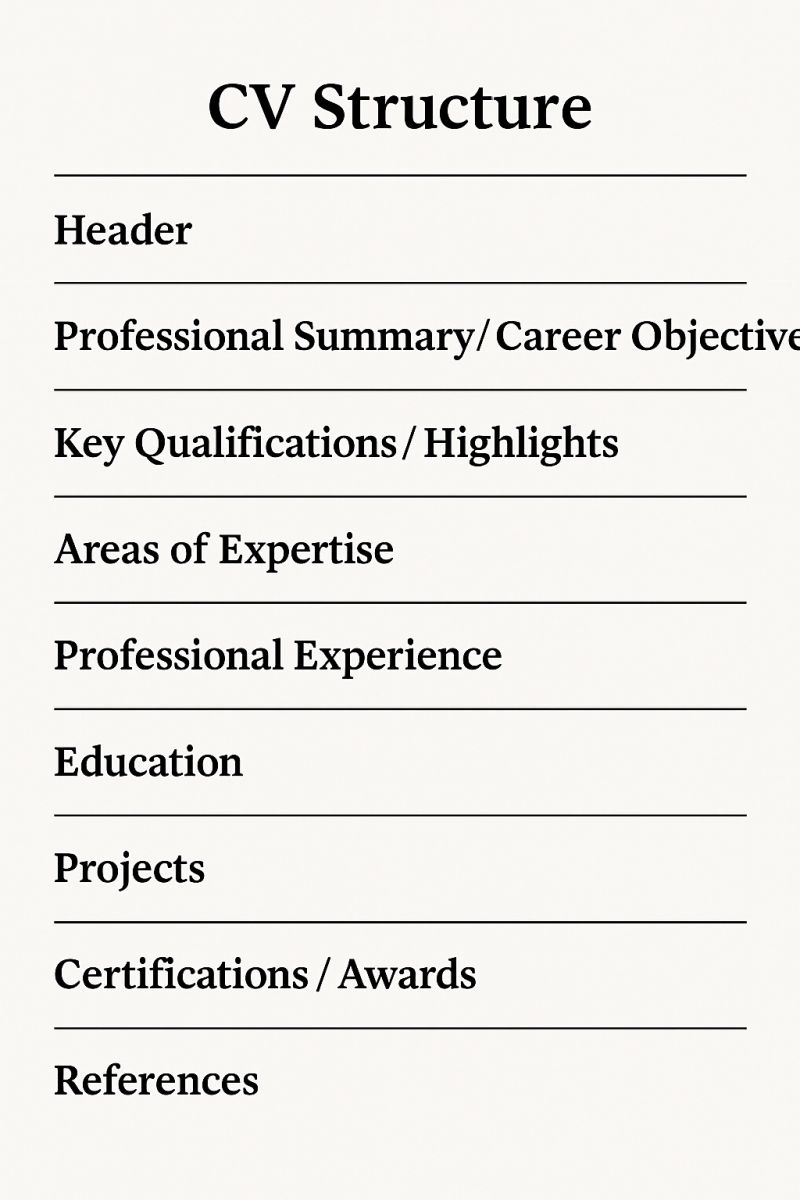 CV Structure
Header
Professional Summary/Career Objective
Key Qualifications/Highlights
Areas of Expertise
Professional Experience
Education
Projects
Certifications / Awards
References